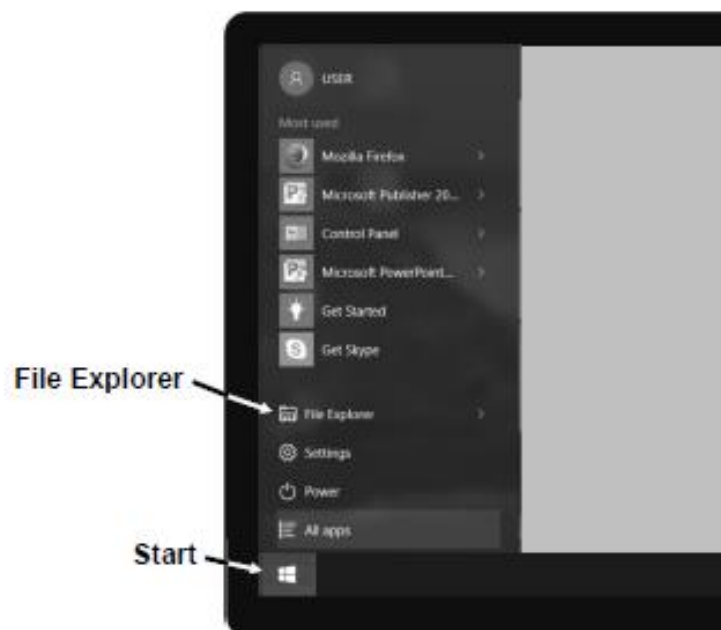 USER
Most used
Mozilla Firefox
Microsoft Publisher 20...
Control Panel
Microsoft PowerPoint...
Get Started
Get Skype
File Explorer
File Explorer
Settings
Power
All apps
Start